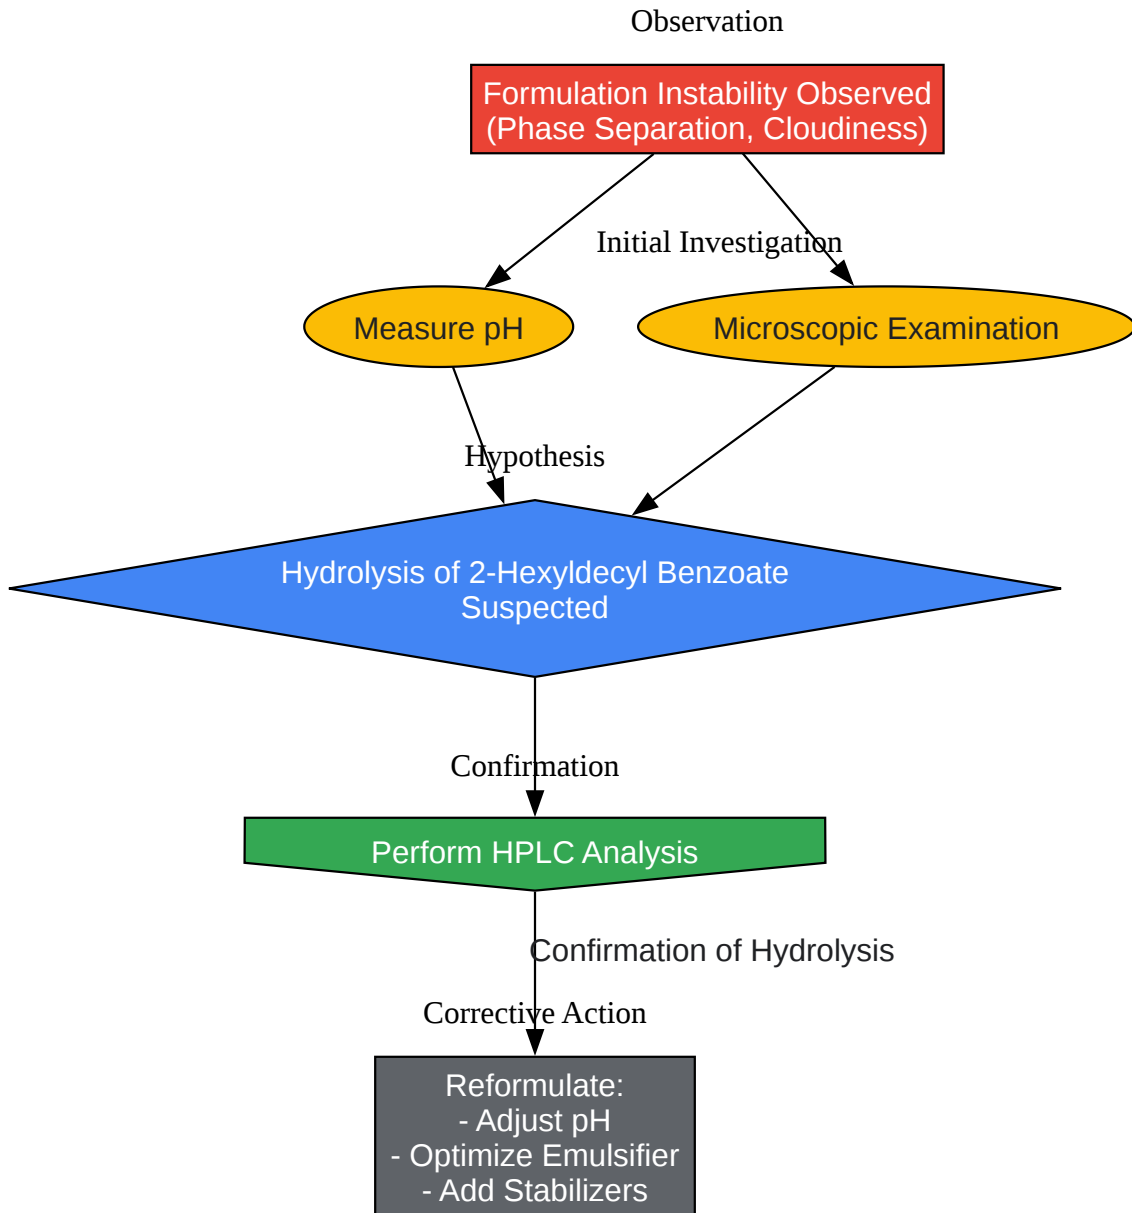 Observation
Formulation Instability Observed
(Phase Separation, Cloudiness)
Initial Investigation
Measure pH
Microscopic Examination
Hypothesis
Hydrolysis of 2-Hexyldecyl Benzoate
Suspected
Confirmation
Perform HPLC Analysis
Confirmation of Hydrolysis
Corrective Action
Reformulate:
- Adjust pH
- Optimize Emulsifier
- Add Stabilizers